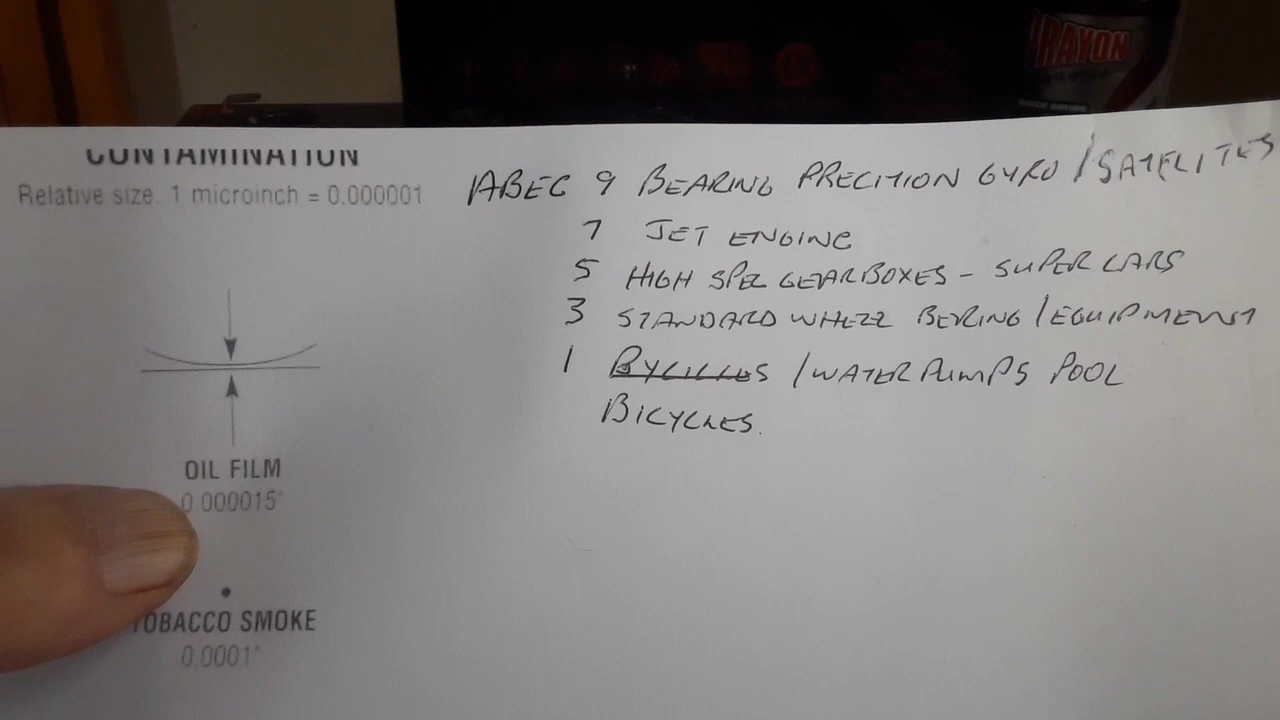 CONTAMINATION
Relative size. 1 microinch = 0.000001
OIL FILM
0.000015"
TOBACCO SMOKE
0.0001"
ABEC 9 BEARING PRECITION GYRO / SATELITES
7 JET ENGINE
5 HIGH SPEC GEARBOXES - SUPER CARS
3 STANDARD WHEEL BERING / EQUIPMENT
1 BYCICLES / WATER PUMPS POOL
BICYCLES.
RAYON